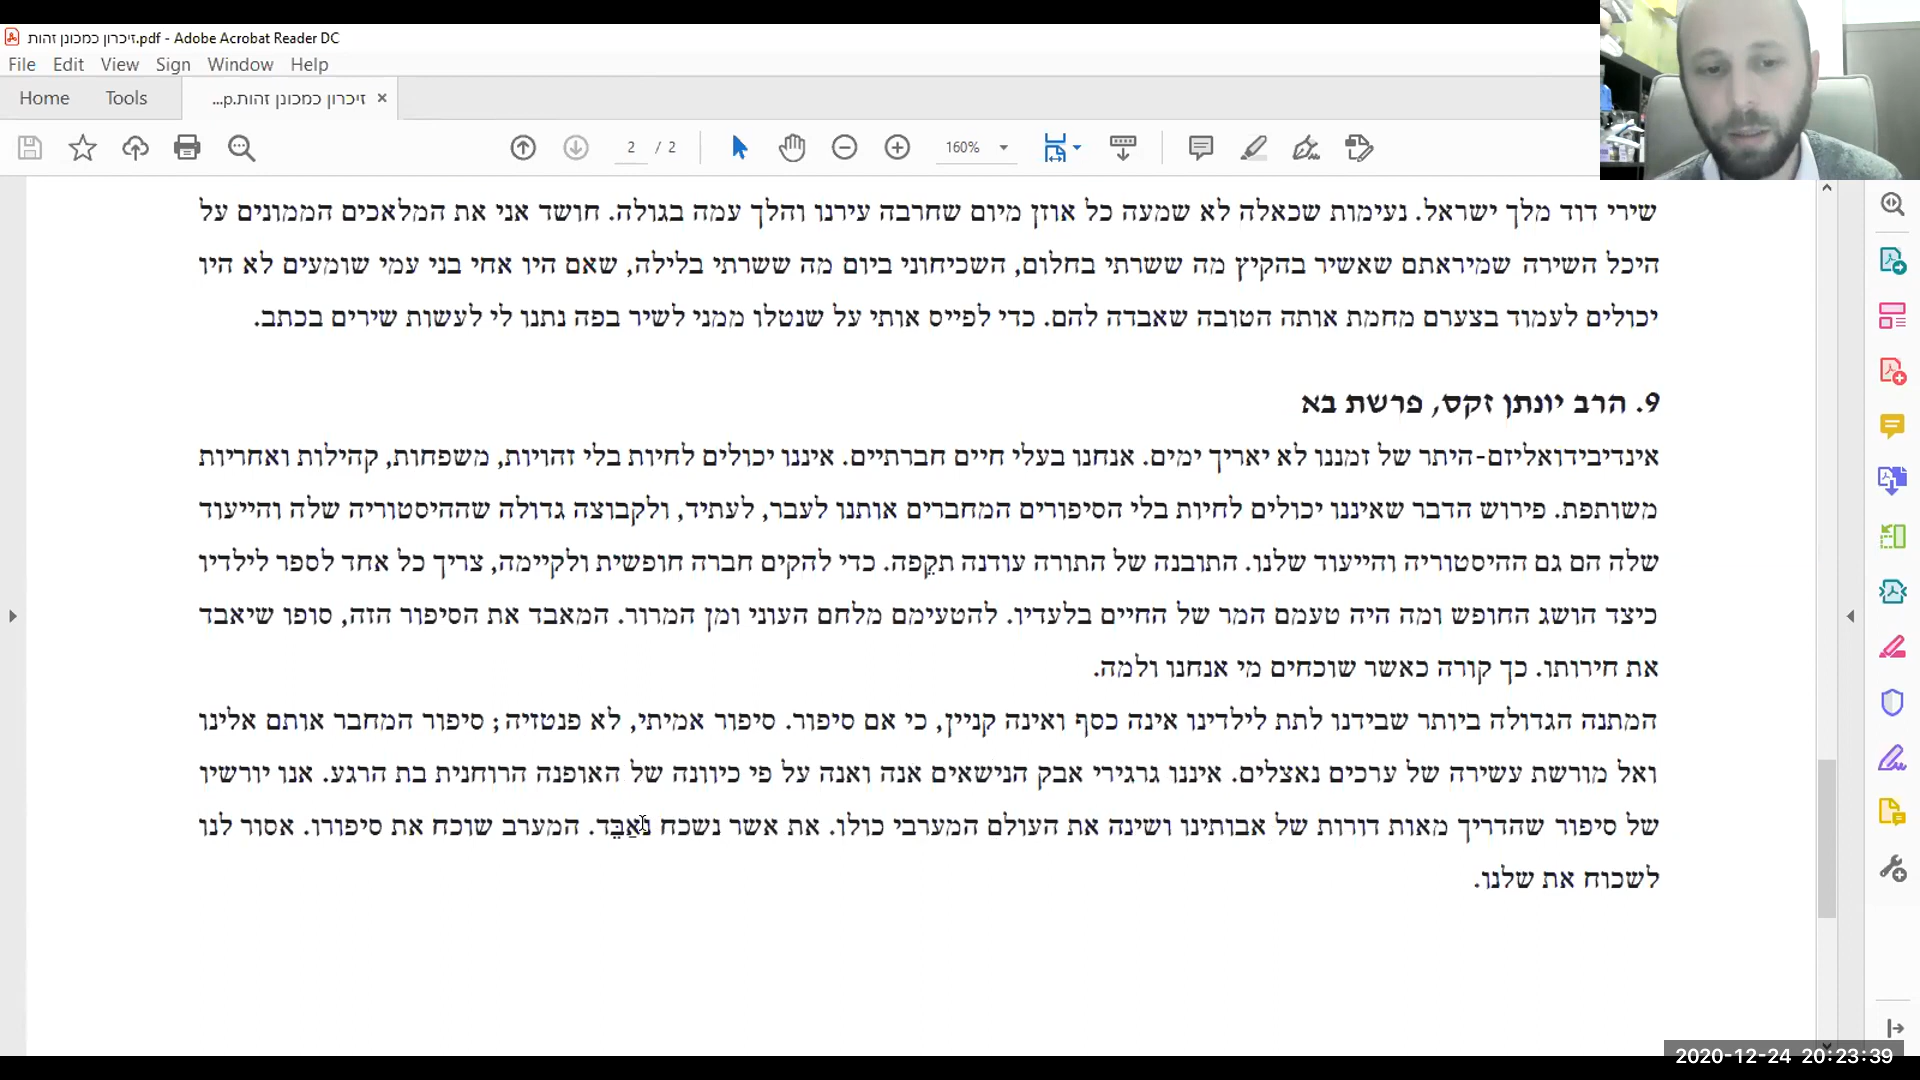 זיכרון כמכונן זהות.pdf - Adobe Acrobat Reader DC
File Edit View Sign Window Help
Home Tools זיכרון כמכונן זהות.p... ×
2 / 2 160%
שירי דוד מלך ישראל. נעימות שכאלה לא שמעה כל אוזן מיום שחרבה עירנו והלך עמה בגולה. חושד אני את המלאכים הממונים על
היכל השירה שמיראתם שאשיר בהקיץ מה ששרתי בחלום, השכיחוני ביום מה ששרתי בלילה, שאם היו אחי בני עמי שומעים לא היו
יכולים לעמוד בצערם מחמת אותה הטובה שאבדה להם. כדי לפייס אותי על שנטלו ממני לשיר בפה נתנו לי לעשות שירים בכתב.
9. הרב יונתן זקס, פרשת בא
אינדיבידואליזם-היתר של זמננו לא יאריך ימים. אנחנו בעלי חיים חברתיים. איננו יכולים לחיות בלי זהויות, משפחות, קהילות ואחריות
משותפת. פירוש הדבר שאיננו יכולים לחיות בלי הסיפורים המחברים אותנו לעבר, לעתיד, ולקבוצה גדולה שההיסטוריה שלה והייעוד
שלה הם גם ההיסטוריה והייעוד שלנו. התובנה של התורה עודנה תקֵפה. כדי להקים חברה חופשית ולקיימה, צריך כל אחד לספר לילדיו
כיצד הושג החופש ומה היה טעמם המר של החיים בלעדיו. להטעימם מלחם העוני ומן המרור. המאבד את הסיפור הזה, סופו שיאבד
את חירותו. כך קורה כאשר שוכחים מי אנחנו ולמה.
המתנה הגדולה ביותר שבידנו לתת לילדינו אינה כסף ואינה קניין, כי אם סיפור. סיפור אמיתי, לא פנטזיה; סיפור המחבר אותם אלינו
ואל מורשת עשירה של ערכים נאצלים. איננו גרגירי אבק הנישאים אנה ואנה על פי כיוונה של האופנה הרוחנית בת הרגע. אנו יורשיו
של סיפור שהדריך מאות דורות של אבותינו ושינה את העולם המערבי כולו. את אשר נשכח נְאַבֵּד. המערב שוכח את סיפורו. אסור לנו
לשכוח את שלנו.
2020-12-24 20:23:39